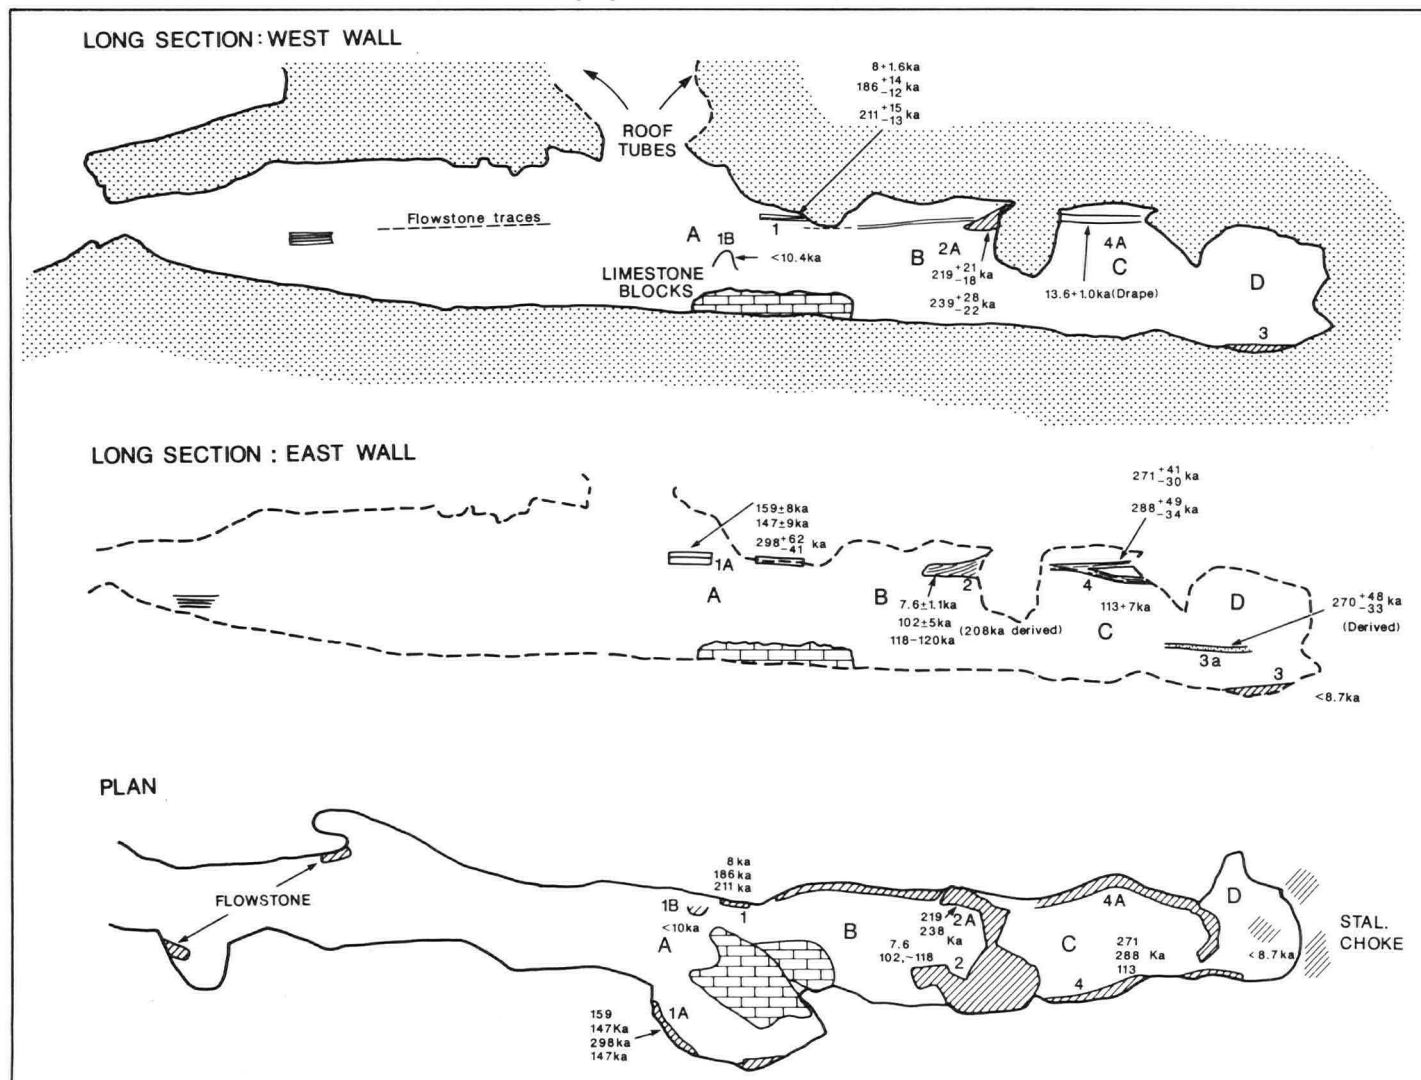 LONG SECTION: WEST WALL
8+1.6ka
186 +14 -12 ka
211 +15 -13 ka
ROOF
TUBES
Flowstone traces
A
1B
<10.4ka
1
LIMESTONE
BLOCKS
B
2A
219 +21 -18 ka
239 +28 -22 ka
4A
C
13.6+1.0ka(Drape)
D
3
LONG SECTION : EAST WALL
271 +41 -30 ka
288 +49 -34 ka
159±8ka
147±9ka
298 +62 -41 ka
1A
A
B
2
7.6±1.1ka
102±5ka
(208ka derived)
118-120ka
4
113+7ka
C
D
270 +48 -33 ka
(Derived)
3a
3
<8.7ka
PLAN
FLOWSTONE
8ka
186ka
211ka
1
1B
<10ka
A
1A
159
147Ka
298ka
147ka
B
219
238
Ka
2A
7.6
102,~118
2
4A
C
271
288 Ka
113
4
D
<8.7ka
STAL.
CHOKE